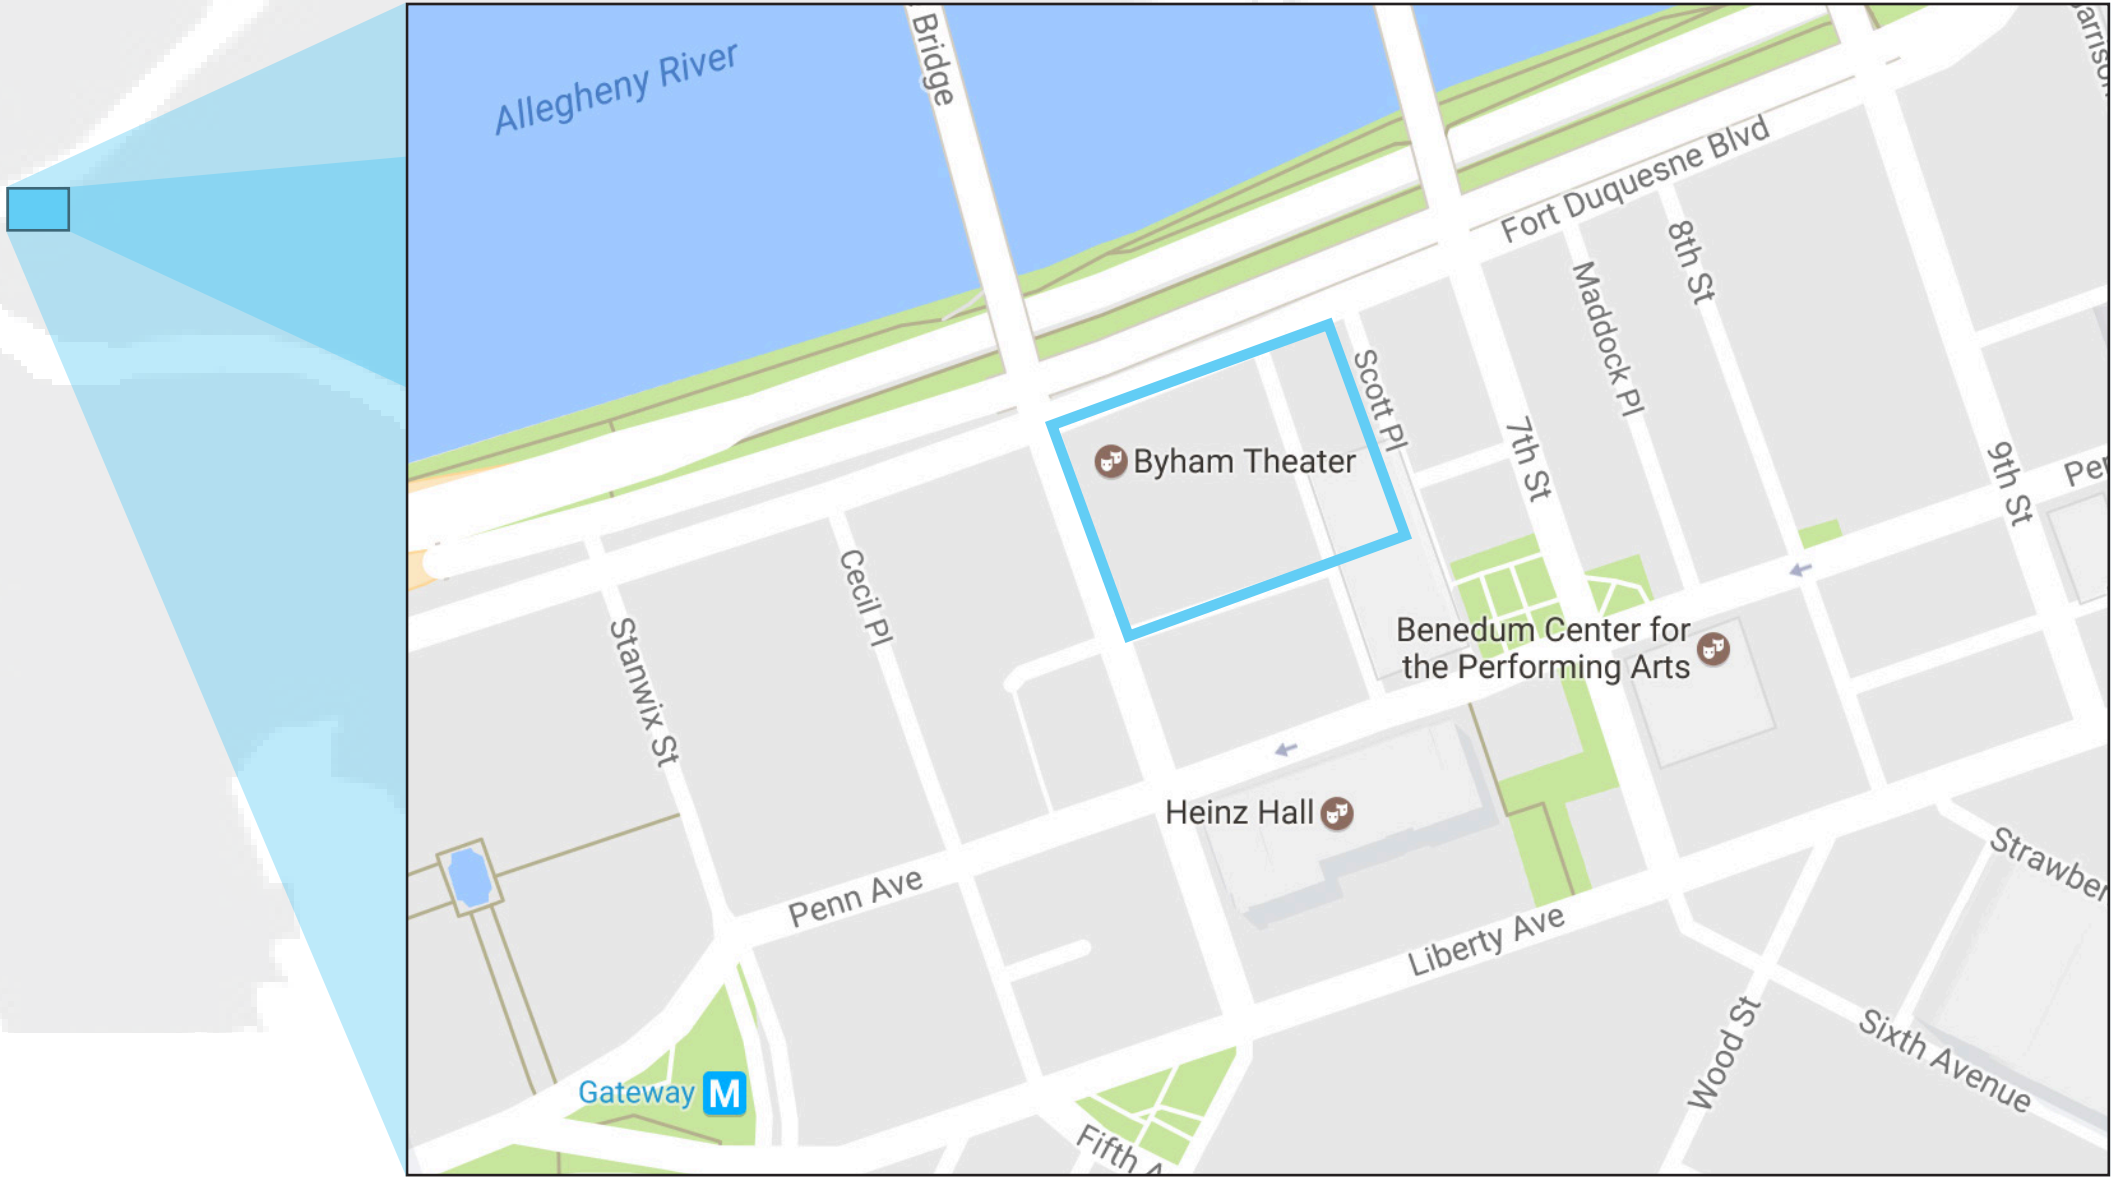 Bridge
Allegheny River
Fort Duquesne Blvd
8th St
Maddock Pl
Scott Pl
7th St
9th St
Byham Theater
Cecil Pl
Stanwix St
Benedum Center for
the Performing Arts
Heinz Hall
Penn Ave
Liberty Ave
Strawber
Sixth Avenue
Wood St
Gateway M
Fifth A